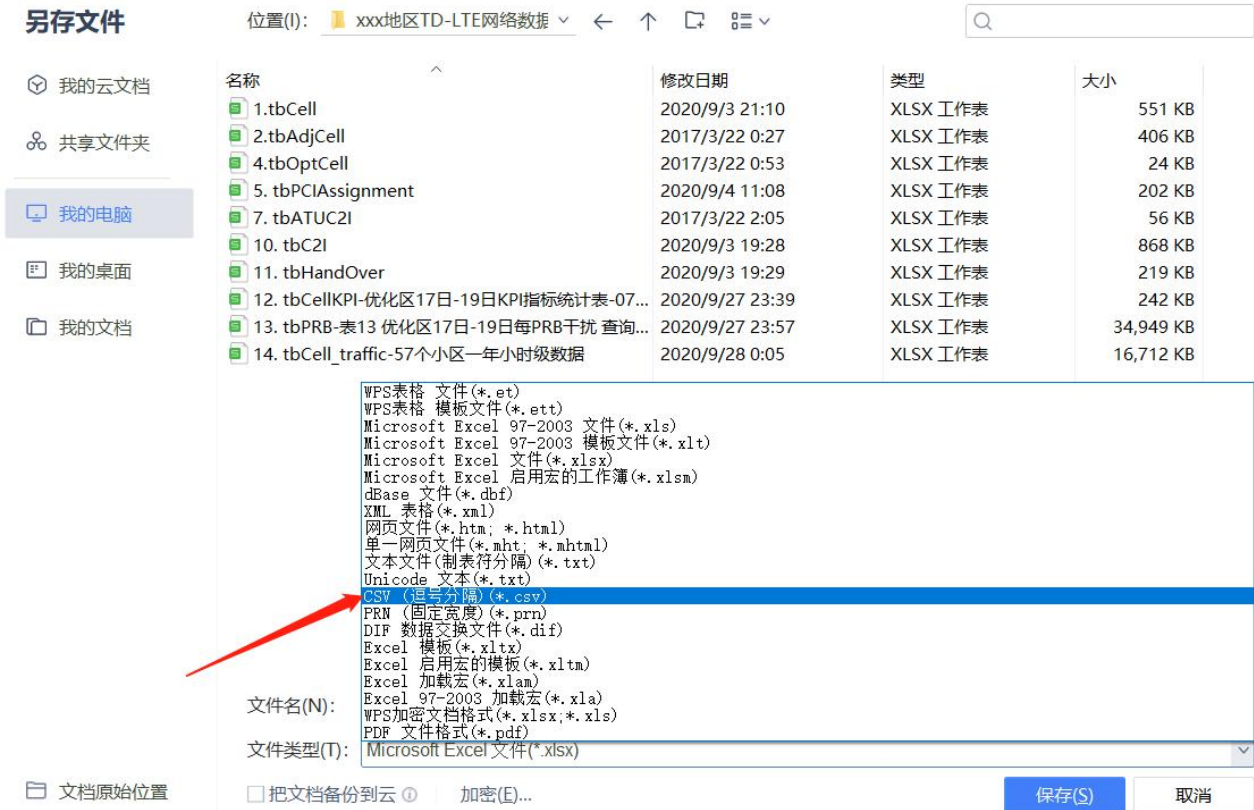 另存文件
位置(I): xxx地区TD-LTE网络数据
我的云文档
共享文件夹
我的电脑
我的桌面
我的文档
文档原始位置
名称 修改日期 类型 大小
1.tbCell 2020/9/3 21:10 XLSX 工作表 551 KB
2.tbAdjCell 2017/3/22 0:27 XLSX 工作表 406 KB
4.tbOptCell 2017/3/22 0:53 XLSX 工作表 24 KB
5. tbPCIAssignment 2020/9/4 11:08 XLSX 工作表 202 KB
7. tbATUC2I 2017/3/22 2:05 XLSX 工作表 56 KB
10. tbC2I 2020/9/3 19:28 XLSX 工作表 868 KB
11. tbHandOver 2020/9/3 19:29 XLSX 工作表 219 KB
12. tbCellKPI-优化区17日-19日KPI指标统计表-07... 2020/9/27 23:39 XLSX 工作表 242 KB
13. tbPRB-表13 优化区17日-19日每PRB干扰 查询... 2020/9/27 23:57 XLSX 工作表 34,949 KB
14. tbCell_traffic-57个小区一年小时级数据 2020/9/28 0:05 XLSX 工作表 16,712 KB
WPS表格 文件(*.et)
WPS表格 模板文件(*.ett)
Microsoft Excel 97-2003 文件(*.xls)
Microsoft Excel 97-2003 模板文件(*.xlt)
Microsoft Excel 文件(*.xlsx)
Microsoft Excel 启用宏的工作簿(*.xlsm)
dBase 文件(*.dbf)
XML 表格(*.xml)
网页文件(*.htm; *.html)
单一网页文件(*.mht; *.mhtml)
文本文件(制表符分隔)(*.txt)
Unicode 文本(*.txt)
CSV (逗号分隔)(*.csv)
PRN (固定宽度)(*.prn)
DIF 数据交换文件(*.dif)
Excel 模板(*.xltx)
Excel 启用宏的模板(*.xltm)
Excel 加载宏(*.xlam)
Excel 97-2003 加载宏(*.xla)
WPS加密文档格式(*.xlsx;*.xls)
PDF 文件格式(*.pdf)
文件名(N):
文件类型(T): Microsoft Excel 文件(*.xlsx)
把文档备份到云 加密(E)... 保存(S) 取消